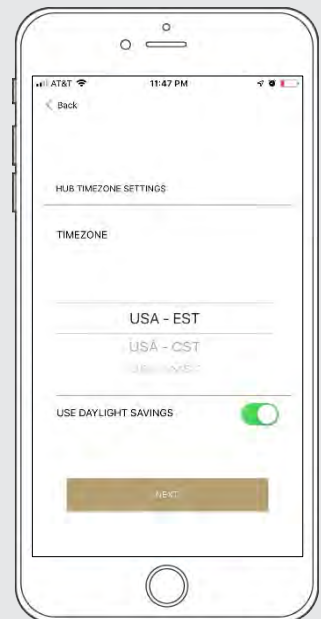 AT&T 11:47 PM
Back
HUB TIMEZONE SETTINGS
TIMEZONE
USA - EST
USA - CST
USE DAYLIGHT SAVINGS
NEXT